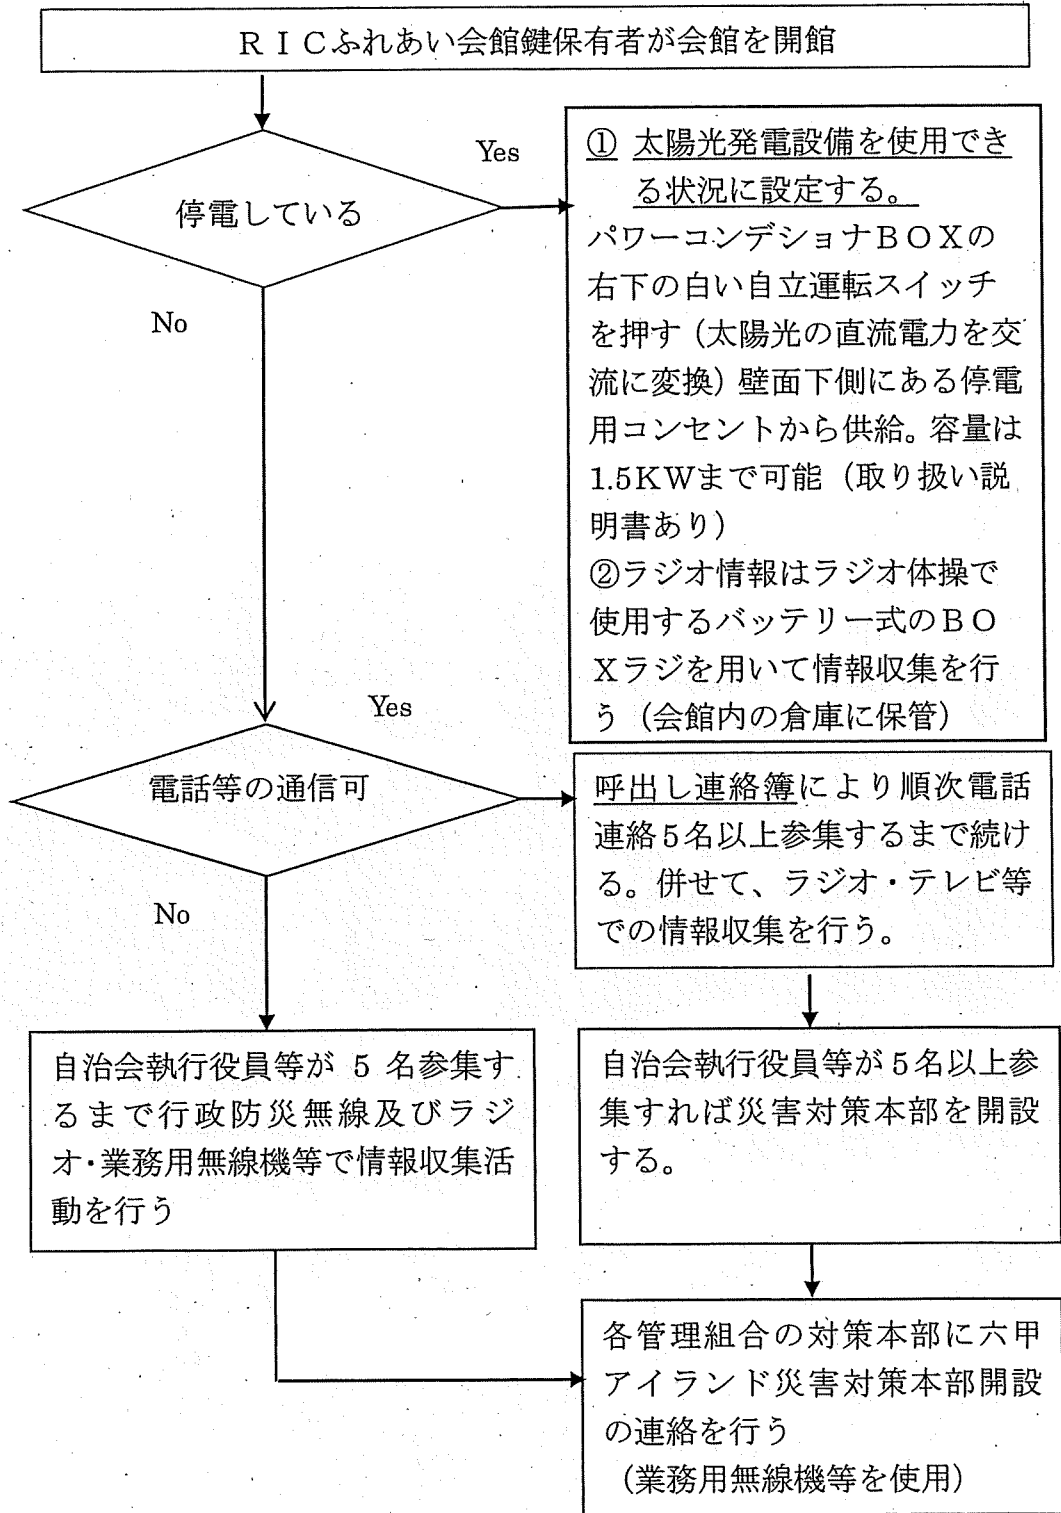 ＲＩＣふれあい会館鍵保有者が会館を開館
停電している
Yes
No
① 太陽光発電設備を使用でき
る状況に設定する。
パワーコンデショナＢＯＸの
右下の白い自立運転スイッチ
を押す（太陽光の直流電力を交
流に変換）壁面下側にある停電
用コンセントから供給。容量は
1.5KWまで可能（取り扱い説
明書あり）
②ラジオ情報はラジオ体操で
使用するバッテリー式のＢＯ
Ｘラジを用いて情報収集を行
う（会館内の倉庫に保管）
電話等の通信可
Yes
No
呼出し連絡簿により順次電話
連絡5名以上参集するまで続け
る。併せて、ラジオ・テレビ等
での情報収集を行う。
自治会執行役員等が 5 名参集す
るまで行政防災無線及びラジ
オ・業務用無線機等で情報収集活
動を行う
自治会執行役員等が5名以上参
集すれば災害対策本部を開設
する。
各管理組合の対策本部に六甲
アイランド災害対策本部開設
の連絡を行う
（業務用無線機等を使用）